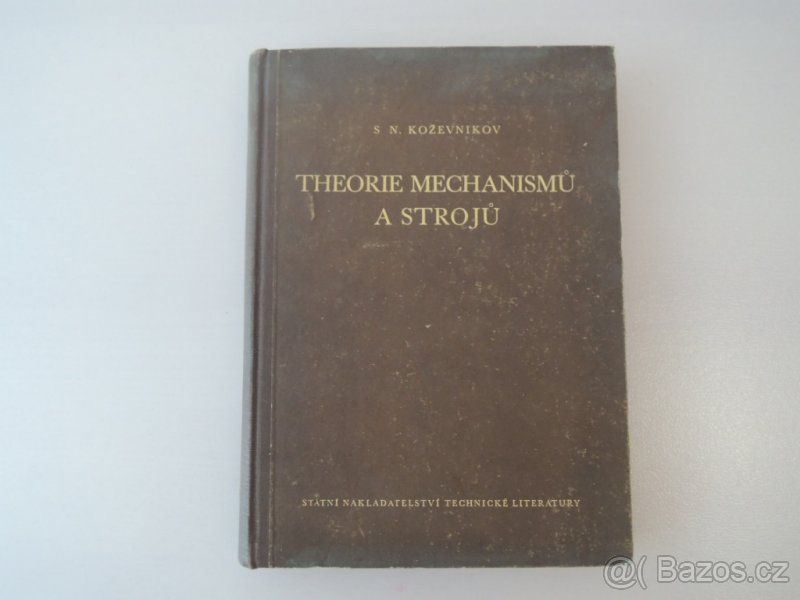 S N. KOŽEVNIKOV
THEORIE MECHANISMŮ
A STROJŮ
STÁTNÍ NAKLADATELSTVÍ TECHNICKÉ LITERATURY
@( Bazos.cz